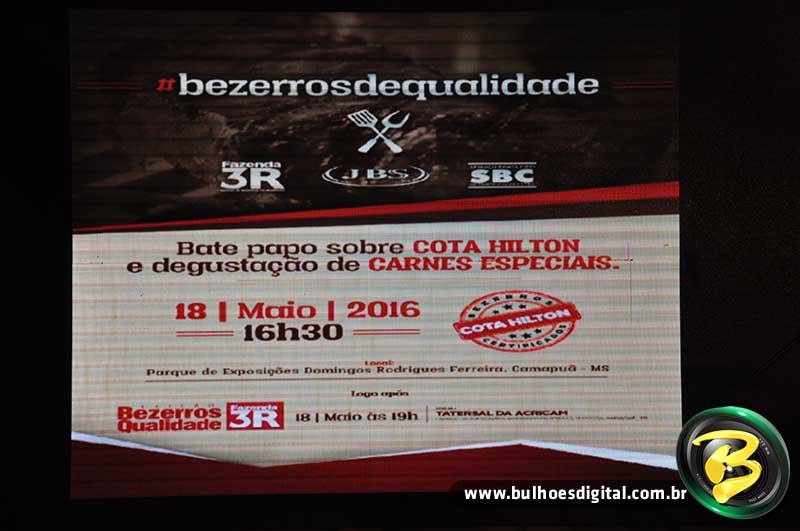 #bezerrosdequalidade
Fazenda
3R
JBS
SBC
Bate papo sobre COTA HILTON
e degustação de CARNES ESPECIAIS.
18 | Maio | 2016
16h30
BEZERROS
COTA HILTON
CERTIFICADOS
Local:
Parque de Exposições Domingos Rodrigues Ferreira, Camapuã - MS
Logo após
LEILÃO
Bezerros
Qualidade
Fazenda
3R
18 | Maio às 19h
TATERSAL DA ACRICAM
www.bulhoesdigital.com.br
B